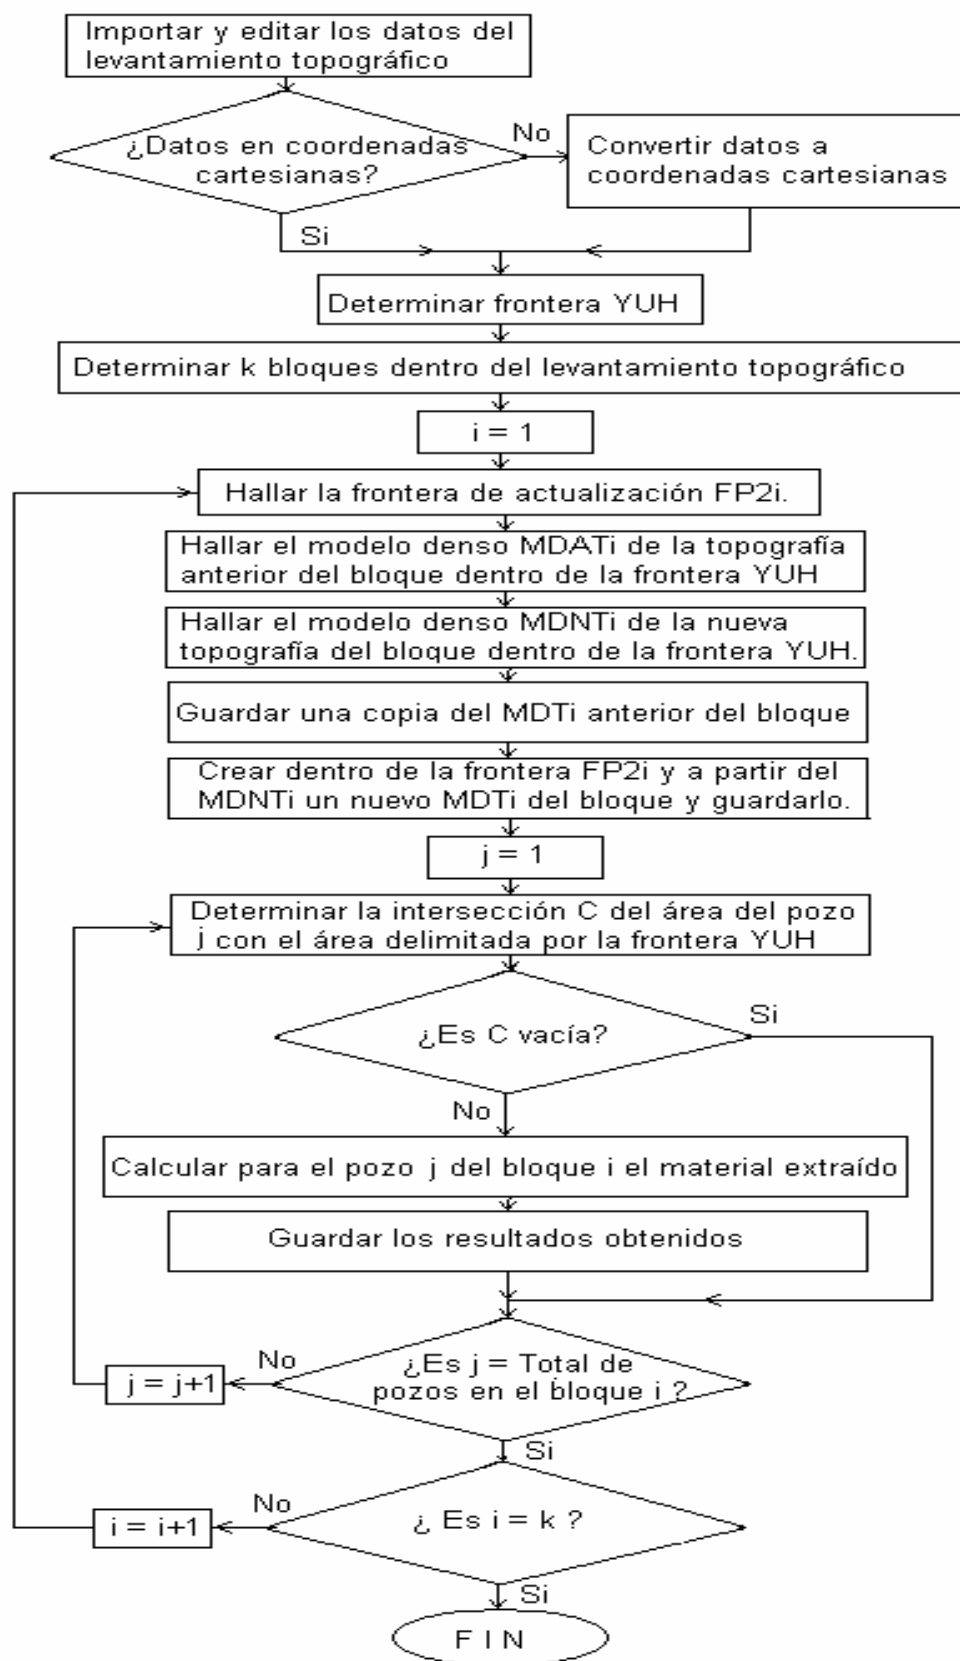 Importar y editar los datos del
levantamiento topográfico
¿Datos en coordenadas
cartesianas?
No
Convertir datos a
coordenadas cartesianas
Si
Determinar frontera YUH
Determinar k bloques dentro del levantamiento topográfico
i = 1
Hallar la frontera de actualización FP2i.
Hallar el modelo denso MDATi de la topografía
anterior del bloque dentro de la frontera YUH
Hallar el modelo denso MDNTi de la nueva
topografía del bloque dentro de la frontera YUH.
Guardar una copia del MDTi anterior del bloque
Crear dentro de la frontera FP2i y a partir del
MDNTi un nuevo MDTi del bloque y guardarlo.
j = 1
Determinar la intersección C del área del pozo
j con el área delimitada por la frontera YUH
¿Es C vacía?
Si
No
Calcular para el pozo j del bloque i el material extraído
Guardar los resultados obtenidos
¿Es j = Total de
pozos en el bloque i ?
No
j = j+1
Si
¿ Es i = k ?
No
i = i+1
Si
F I N